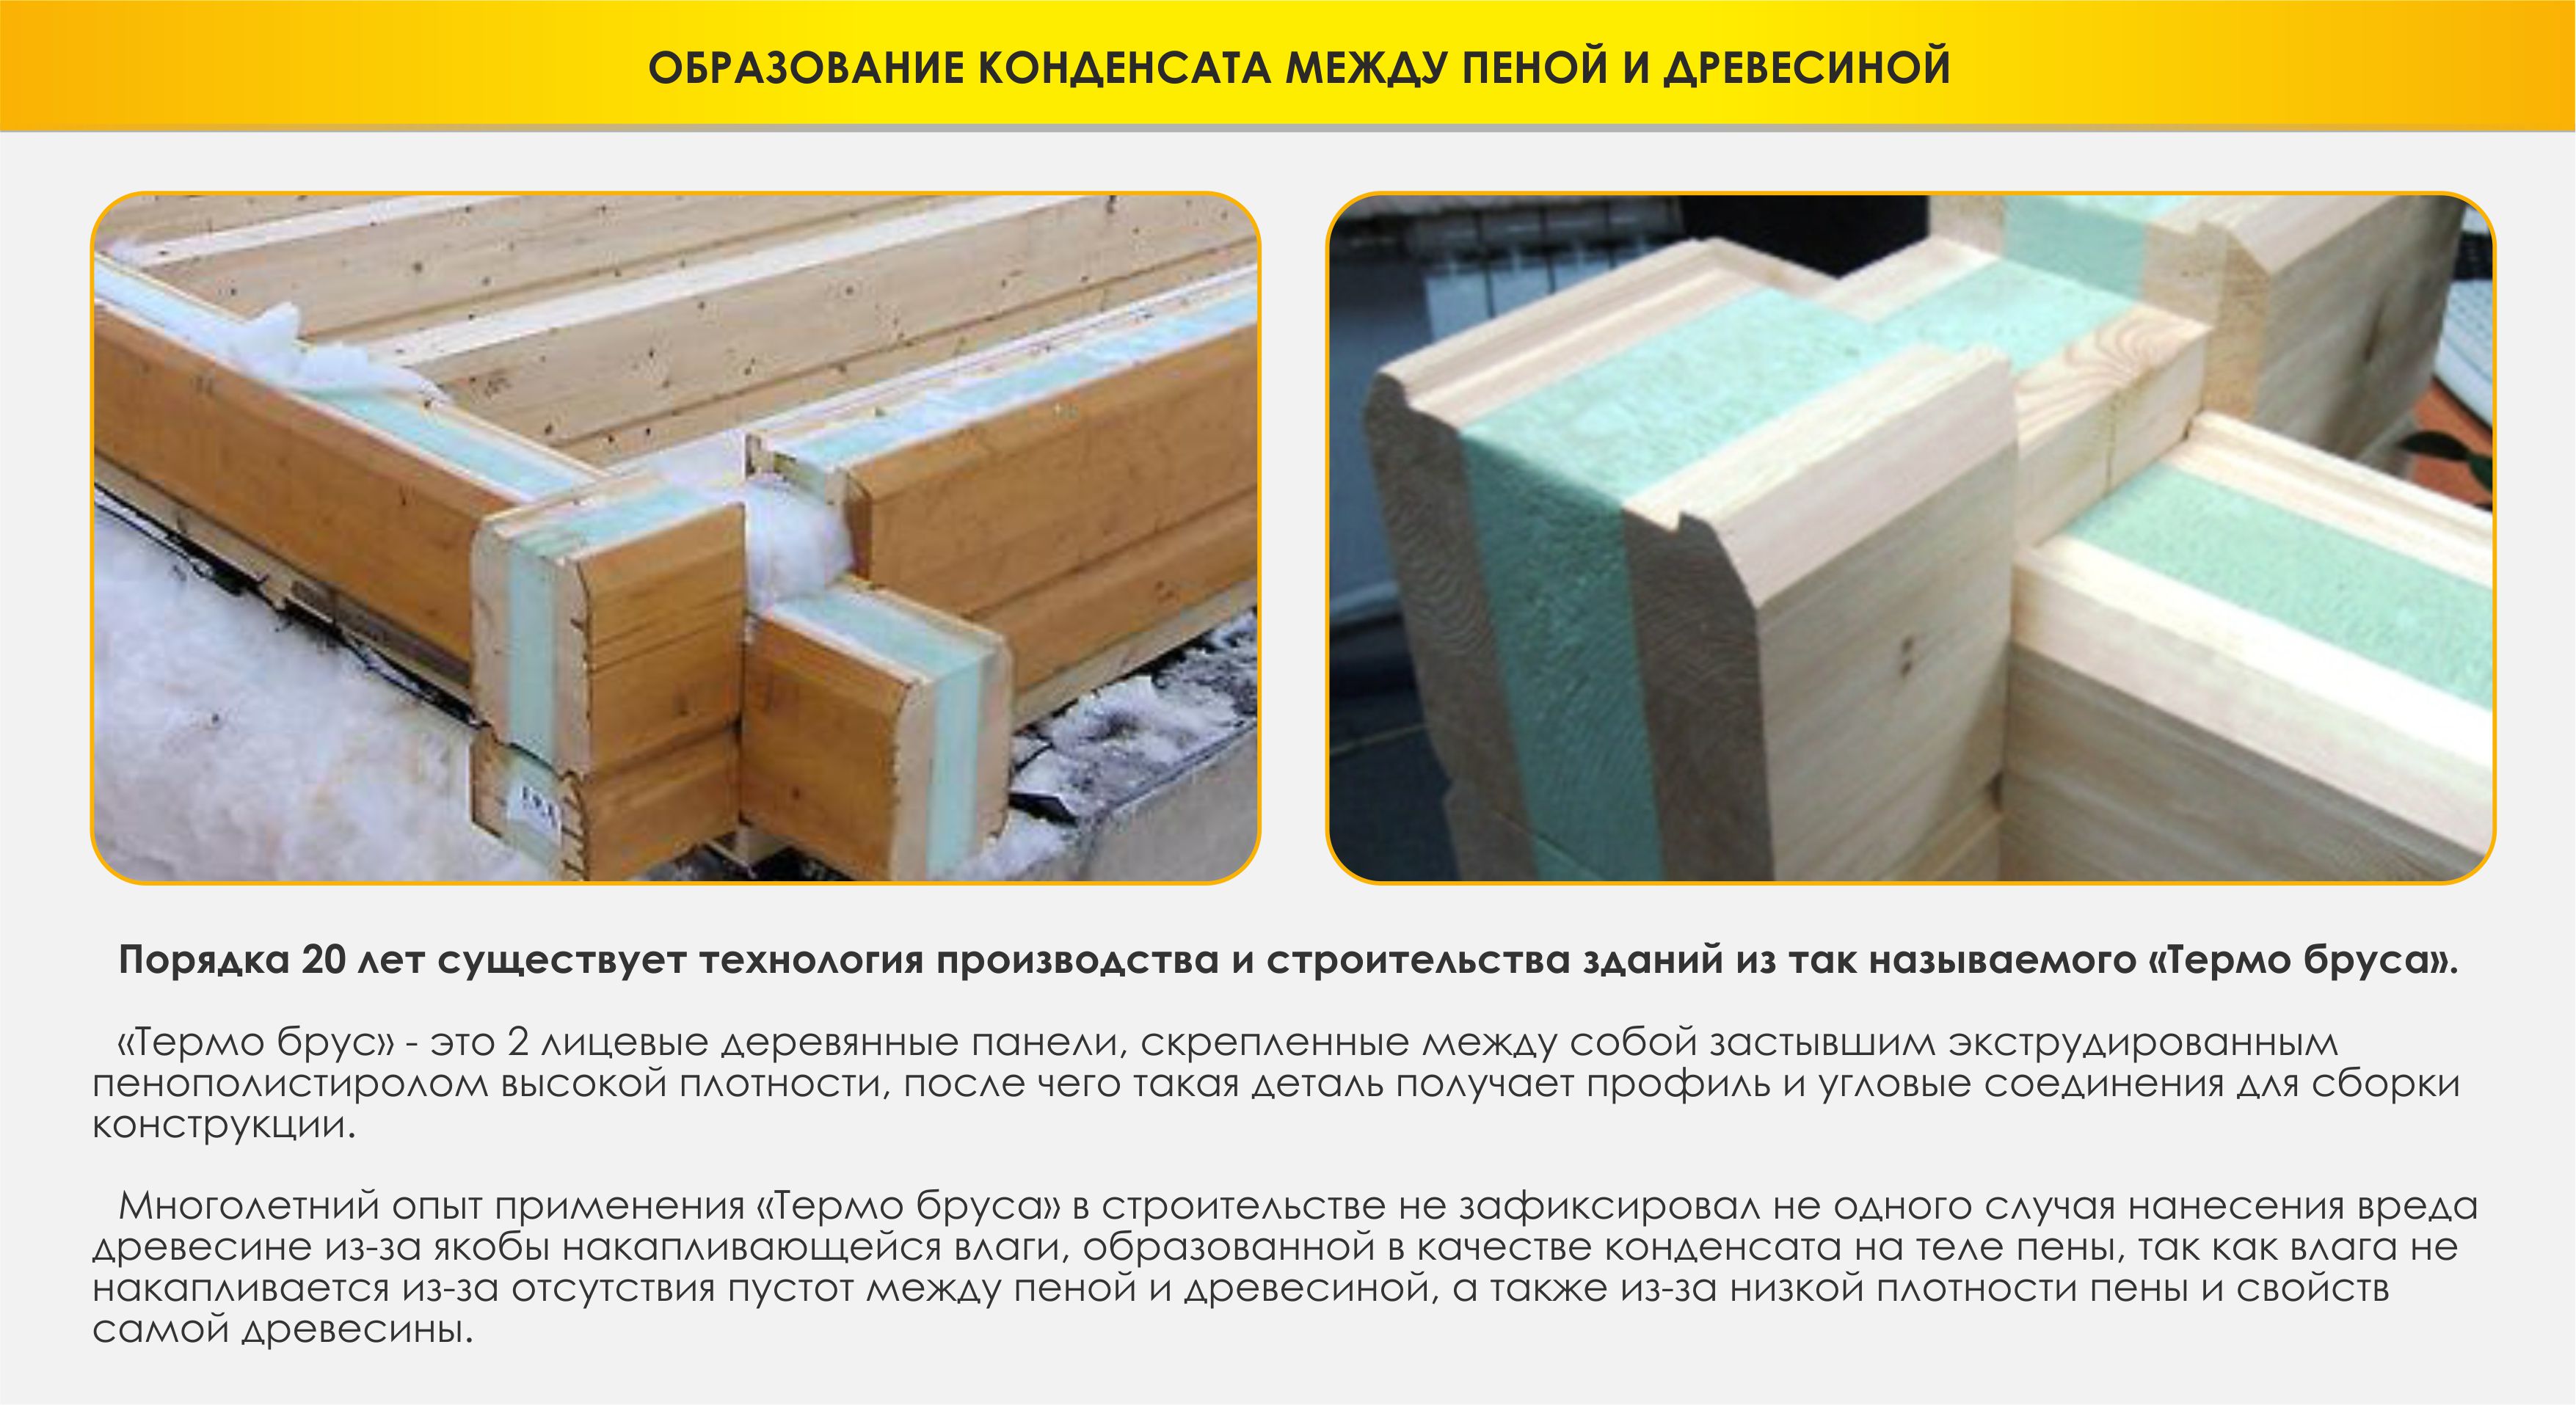 ОБРАЗОВАНИЕ КОНДЕНСАТА МЕЖДУ ПЕНОЙ И ДРЕВЕСИНОЙ
Порядка 20 лет существует технология производства и строительства зданий из так называемого «Термо бруса».
«Термо брус» - это 2 лицевые деревянные панели, скрепленные между собой застывшим экструдированным
пенополистиролом высокой плотности, после чего такая деталь получает профиль и угловые соединения для сборки
конструкции.
Многолетний опыт применения «Термо бруса» в строительстве не зафиксировал не одного случая нанесения вреда
древесине из-за якобы накапливающейся влаги, образованной в качестве конденсата на теле пены, так как влага не
накапливается из-за отсутствия пустот между пеной и древесиной, а также из-за низкой плотности пены и свойств
самой древесины.